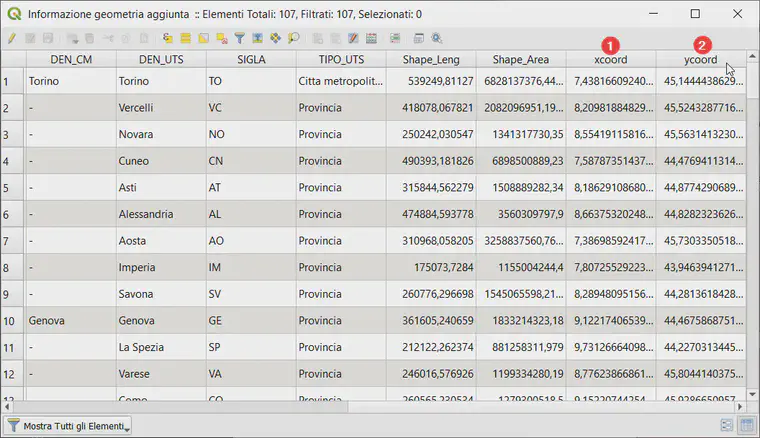 Informazione geometria aggiunta :: Elementi Totali: 107, Filtrati: 107, Selezionati: 0
1 2
DEN_CM DEN_UTS SIGLA TIPO_UTS Shape_Leng Shape_Area xcoord ycoord
1 Torino Torino TO Citta metropolit... 539249,81127 6828137376,44... 7,43816609240... 45,1444438629...
2 - Vercelli VC Provincia 418078,067821 2082096951,19... 8,20981884829... 45,5243287716...
3 - Novara NO Provincia 250242,030547 1341317730,35 8,55419115816... 45,5631413230...
4 - Cuneo CN Provincia 490393,181826 6898500889,23 7,58787351437... 44,4769411314...
5 - Asti AT Provincia 315844,562279 1508889282,34 8,18629108680... 44,8774290689...
6 - Alessandria AL Provincia 474884,593778 3560309797,9 8,66375320248... 44,8282323626...
7 - Aosta AO Provincia 310968,058205 3258837560,76... 7,38698592417... 45,7303350518...
8 - Imperia IM Provincia 175073,7284 1155004244,4 7,80725529223... 43,9463941271...
9 - Savona SV Provincia 260776,296698 1545065598,21... 8,28948095156... 44,2813618428...
10 Genova Genova GE Provincia 361605,240659 1833214323,18 9,12217406539... 44,4675868751...
11 - La Spezia SP Provincia 212122,262374 881258311,979 9,73126664098... 44,2270313445...
12 - Varese VA Provincia 246016,576926 1199334280,19 8,77623866861... 45,8044140375...
Como CO Provincia
Mostra Tutti gli Elementi